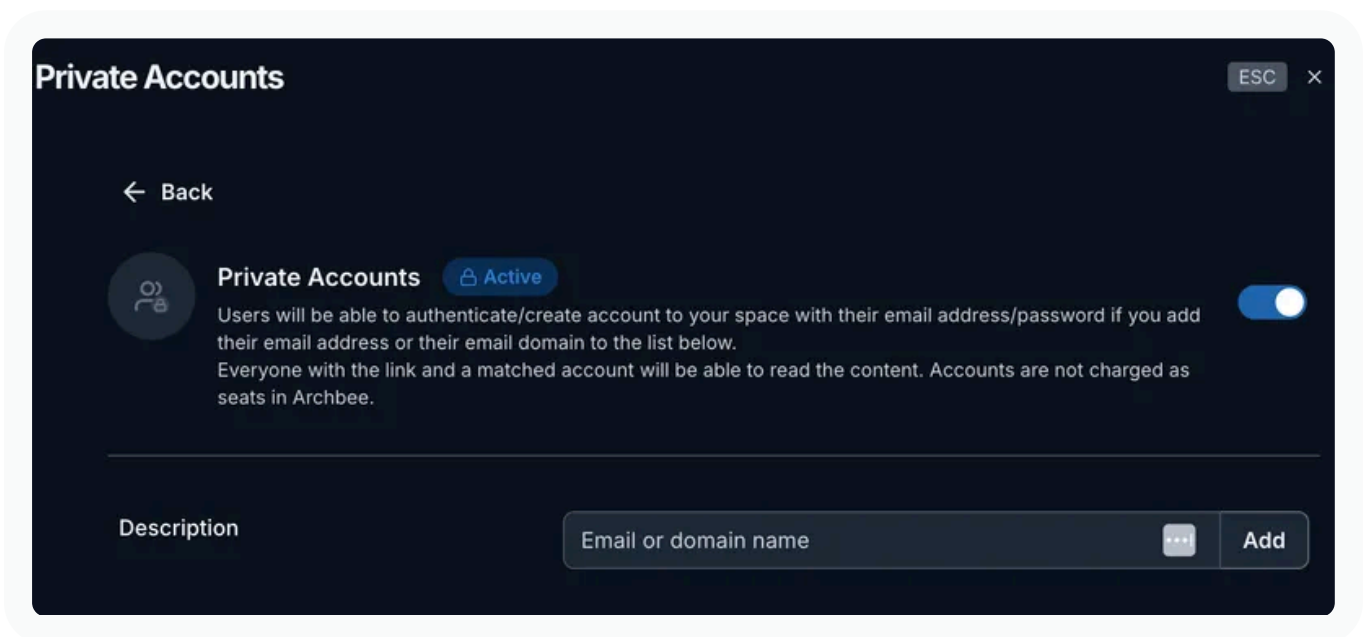 Private Accounts
ESC
Back
Private Accounts
Active
Users will be able to authenticate/create account to your space with their email address/password if you add
their email address or their email domain to the list below.
Everyone with the link and a matched account will be able to read the content. Accounts are not charged as
seats in Archbee.
Description
Email or domain name
Add